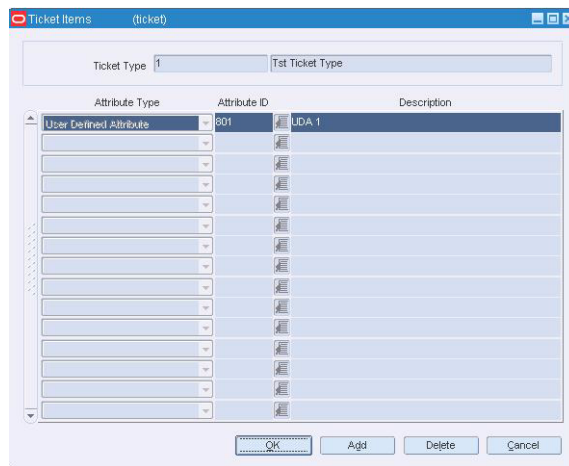 Ticket Items (ticket)
Ticket Type 1 Tst Ticket Type
Attribute Type Attribute ID Description
User Defined Attribute 801 UDA 1
OK Add Delete Cancel